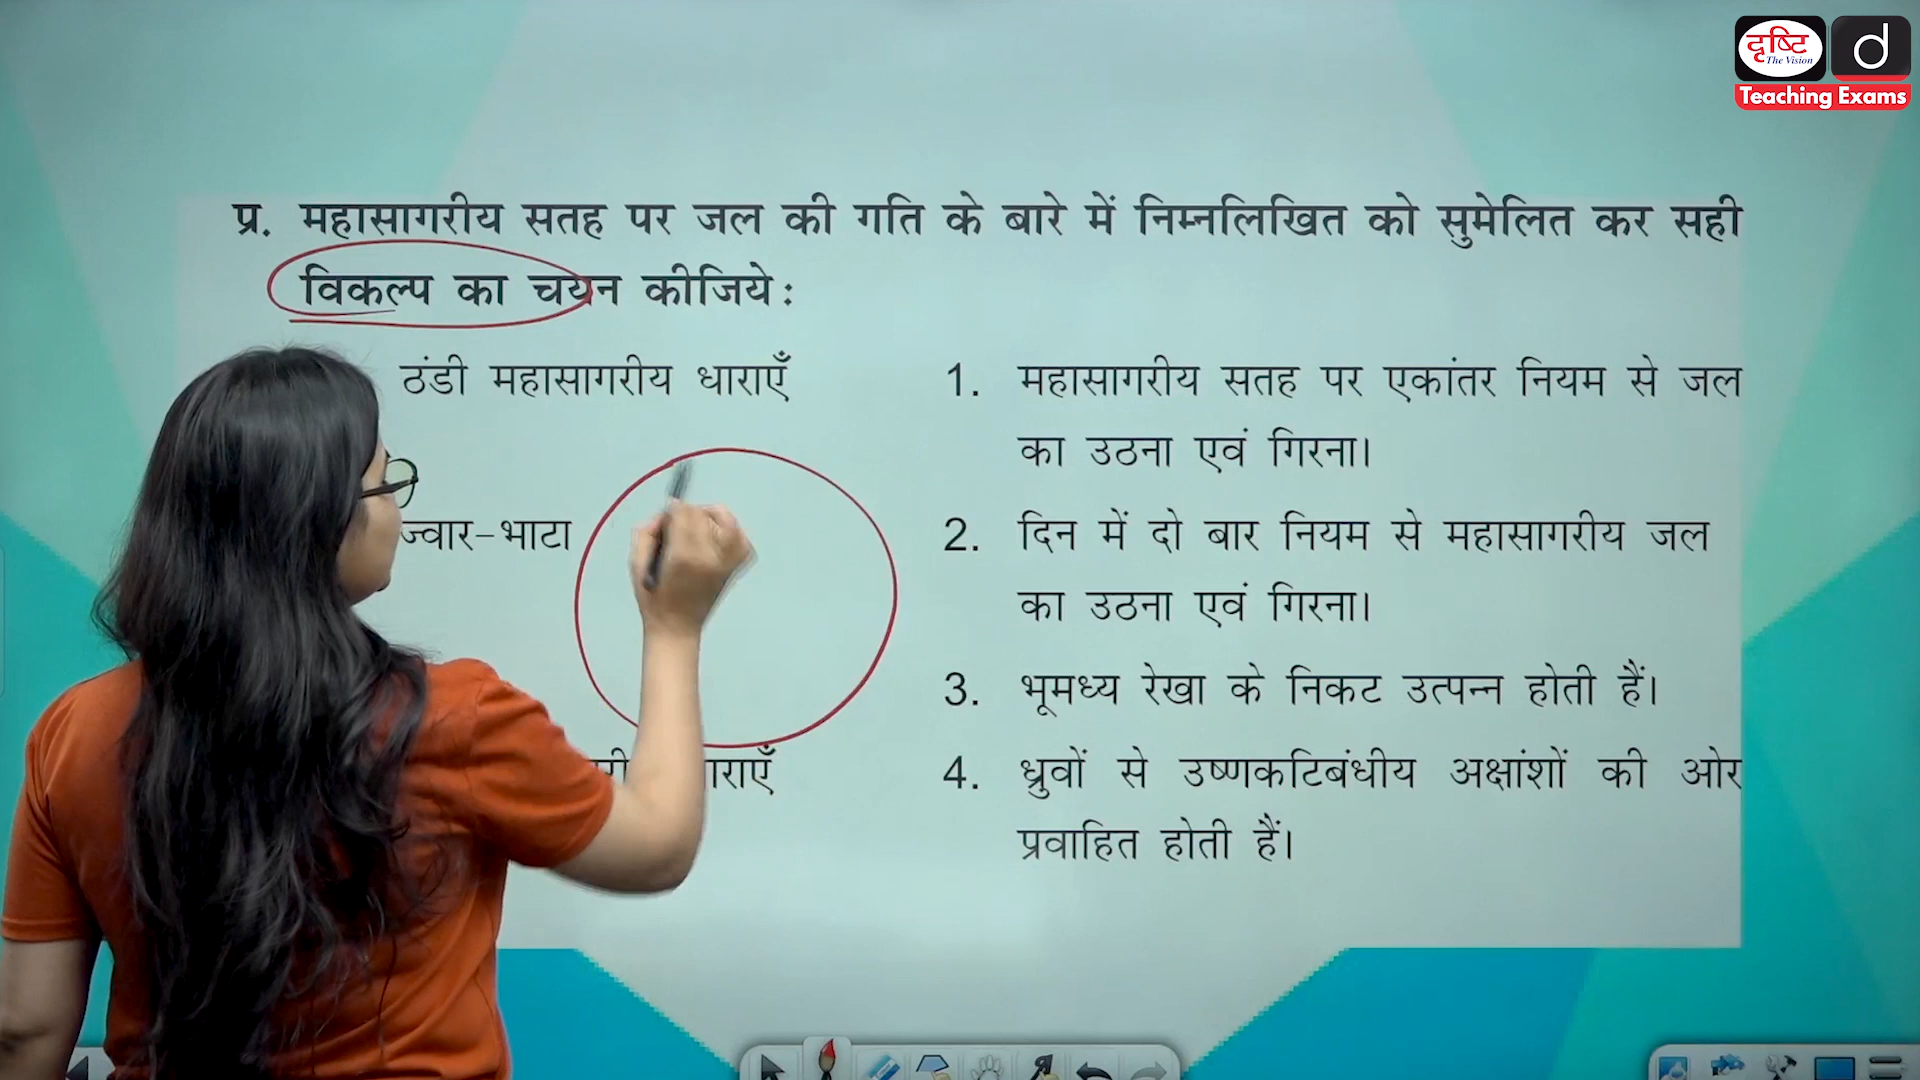 दृष्टि
The Vision
d
Teaching Exams
प्र. महासागरीय सतह पर जल की गति के बारे में निम्नलिखित को सुमेलित कर सही
विकल्प का चयन कीजिये:
ठंडी महासागरीय धाराएँ
1. महासागरीय सतह पर एकांतर नियम से जल
का उठना एवं गिरना।
ज्वार-भाटा
2. दिन में दो बार नियम से महासागरीय जल
का उठना एवं गिरना।
3. भूमध्य रेखा के निकट उत्पन्न होती हैं।
4. ध्रुवों से उष्णकटिबंधीय अक्षांशों की ओर
प्रवाहित होती हैं।